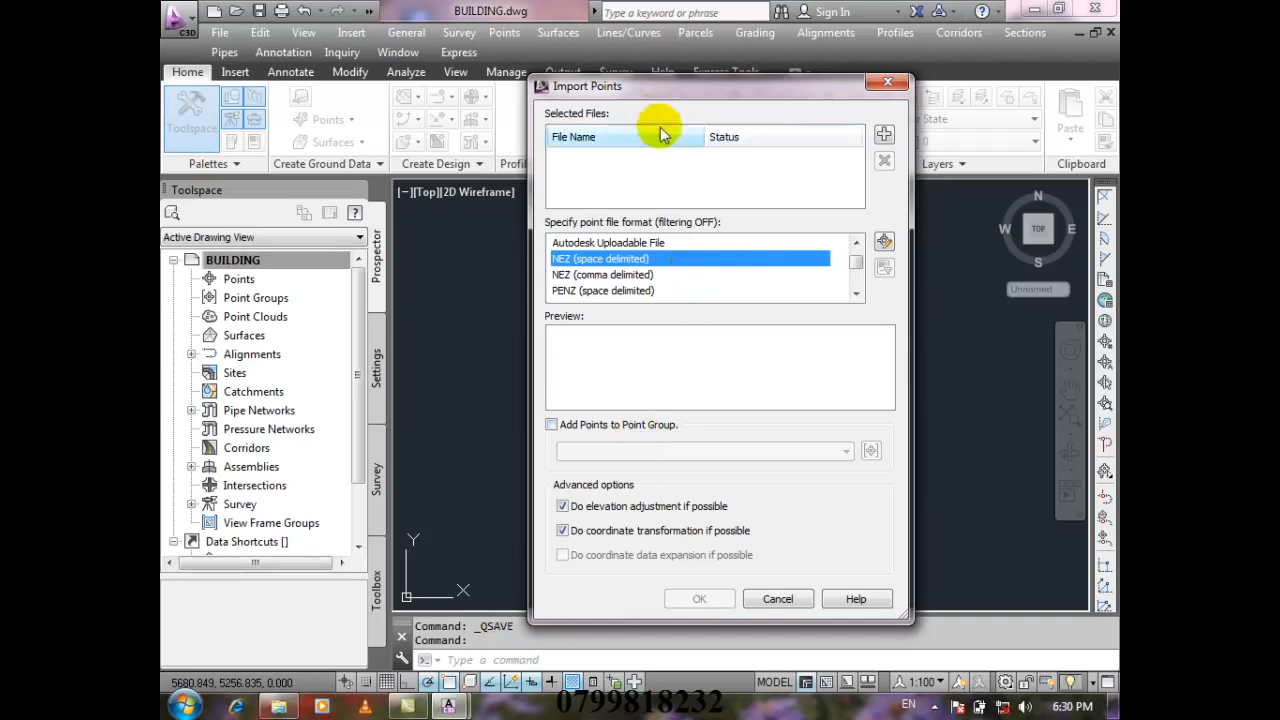 BUILDING.dwg
Type a keyword or phrase
Sign In
C3D
File Edit View Insert General Survey Points Surfaces Lines/Curves Parcels Grading Alignments Profiles Corridors Sections
Pipes Annotation Inquiry Window Express
Home Insert Annotate Modify Analyze View Manage Output Survey Help Express Tools
Toolspace
Points
Surfaces
State
Paste
Palettes
Create Ground Data
Create Design
Layers
Clipboard
Toolspace
Active Drawing View
BUILDING
Points
Point Groups
Point Clouds
Surfaces
Alignments
Sites
Catchments
Pipe Networks
Pressure Networks
Corridors
Assemblies
Intersections
Survey
View Frame Groups
Data Shortcuts []
Prospector
Settings
Survey
Toolbox
[−][Top][2D Wireframe]
Import Points
Selected Files:
File Name Status
Specify point file format (filtering OFF):
Autodesk Uploadable File
NEZ (space delimited)
NEZ (comma delimited)
PENZ (space delimited)
Preview:
Add Points to Point Group.
Advanced options
Do elevation adjustment if possible
Do coordinate transformation if possible
Do coordinate data expansion if possible
OK Cancel Help
N
W TOP E
S
Unnamed
Y
X
Command: _QSAVE
Command:
Type a command
5680.849, 5256.835, 0.000
MODEL
1:100
0799818232
EN
6:30 PM